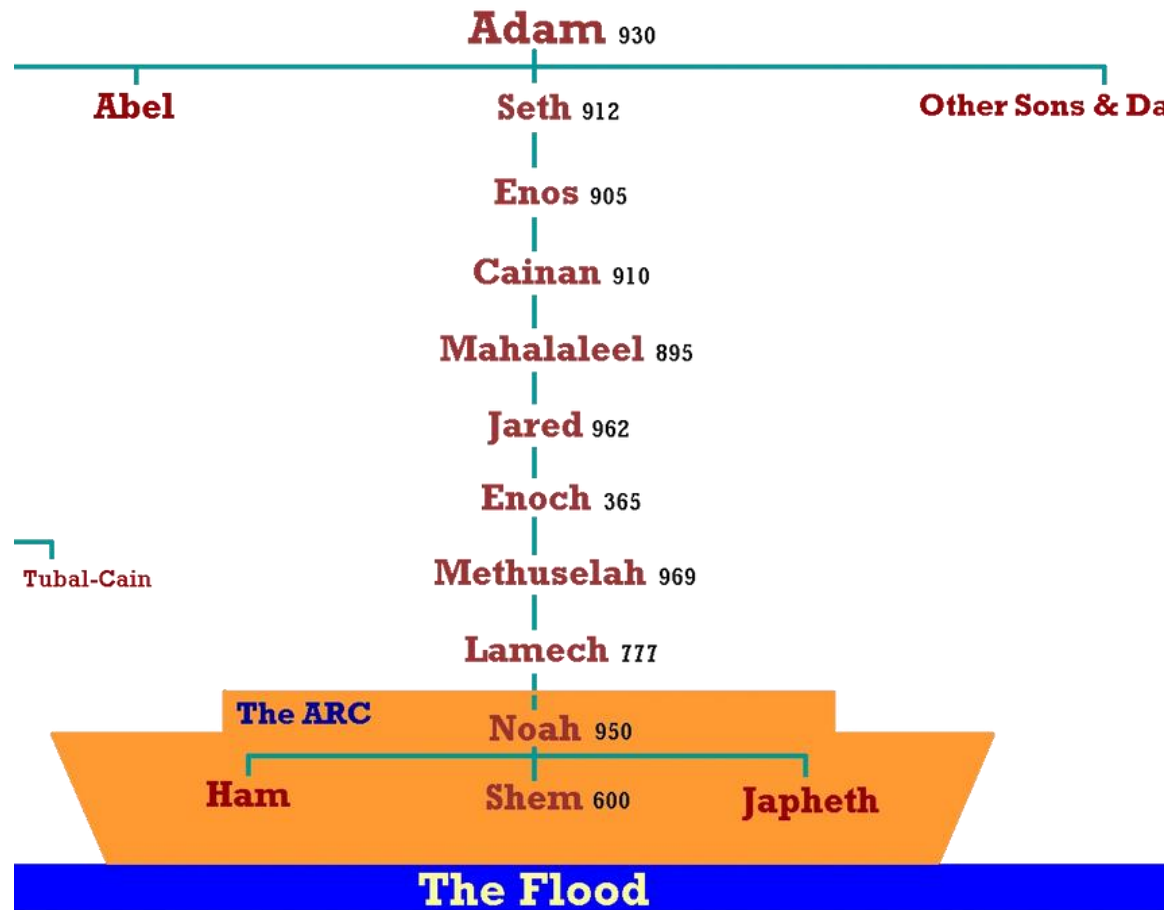 Adam 930
Abel Seth 912 Other Sons & Da
Enos 905
Cainan 910
Mahalaleel 895
Jared 962
Enoch 365
Tubal-Cain Methuselah 969
Lamech 777
The ARC
Noah 950
Ham Shem 600 Japheth
The Flood